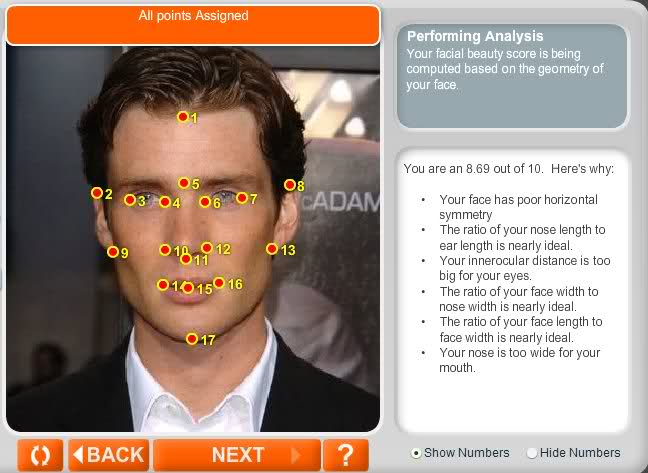 All points Assigned
Performing Analysis
Your facial beauty score is being
computed based on the geometry of
your face.
You are an 8.69 out of 10. Here's why:
• Your face has poor horizontal
symmetry
• The ratio of your nose length to
ear length is nearly ideal.
• Your innerocular distance is too
big for your eyes.
• The ratio of your face width to
nose width is nearly ideal.
• The ratio of your face length to
face width is nearly ideal.
• Your nose is too wide for your
mouth.
1
5
8
2
3
4
6
7
cADAM
9
10
12
13
11
14
15
16
17
BACK
NEXT
?
Show Numbers
Hide Numbers